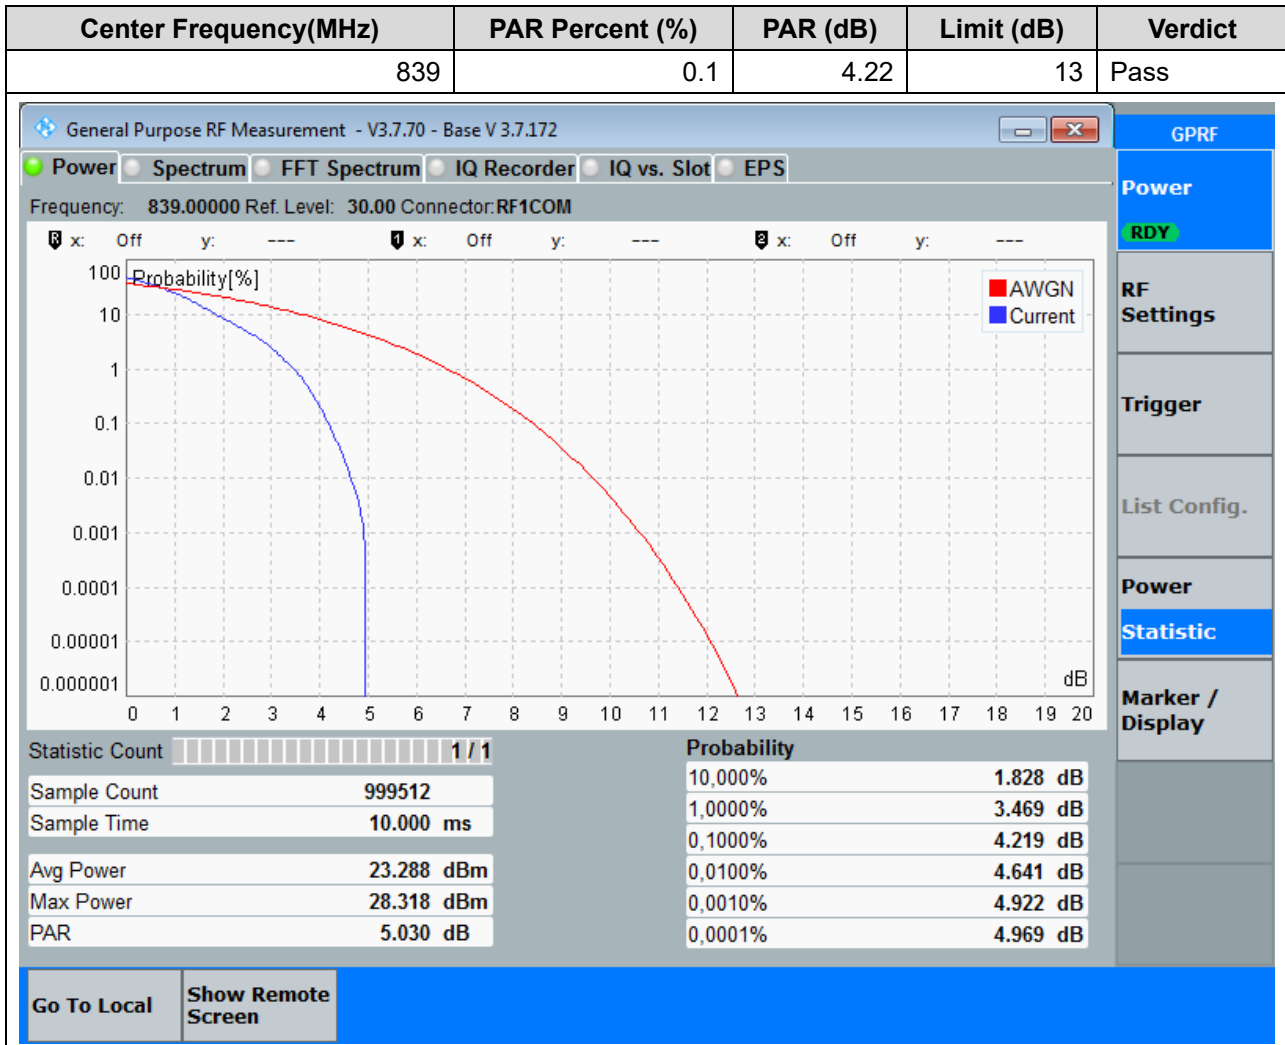 Center Frequency(MHz) PAR Percent (%) PAR (dB) Limit (dB) Verdict
839 0.1 4.22 13 Pass
General Purpose RF Measurement - V3.7.70 - Base V 3.7.172
GPRF
Power Spectrum FFT Spectrum IQ Recorder IQ vs. Slot EPS
Frequency: 839.00000 Ref. Level: 30.00 Connector:RF1COM
R x: Off y: --- 1 x: Off y: --- 2 x: Off y: ---
Probability[%]
AWGN
Current
100
10
1
0.1
0.01
0.001
0.0001
0.00001
0.000001
dB
0 1 2 3 4 5 6 7 8 9 10 11 12 13 14 15 16 17 18 19 20
Statistic Count 1 / 1
Sample Count 999512
Sample Time 10.000 ms
Avg Power 23.288 dBm
Max Power 28.318 dBm
PAR 5.030 dB
Probability
10,000% 1.828 dB
1,0000% 3.469 dB
0,1000% 4.219 dB
0,0100% 4.641 dB
0,0010% 4.922 dB
0,0001% 4.969 dB
Power
RDY
RF
Settings
Trigger
List Config.
Power
Statistic
Marker /
Display
Go To Local
Show Remote
Screen